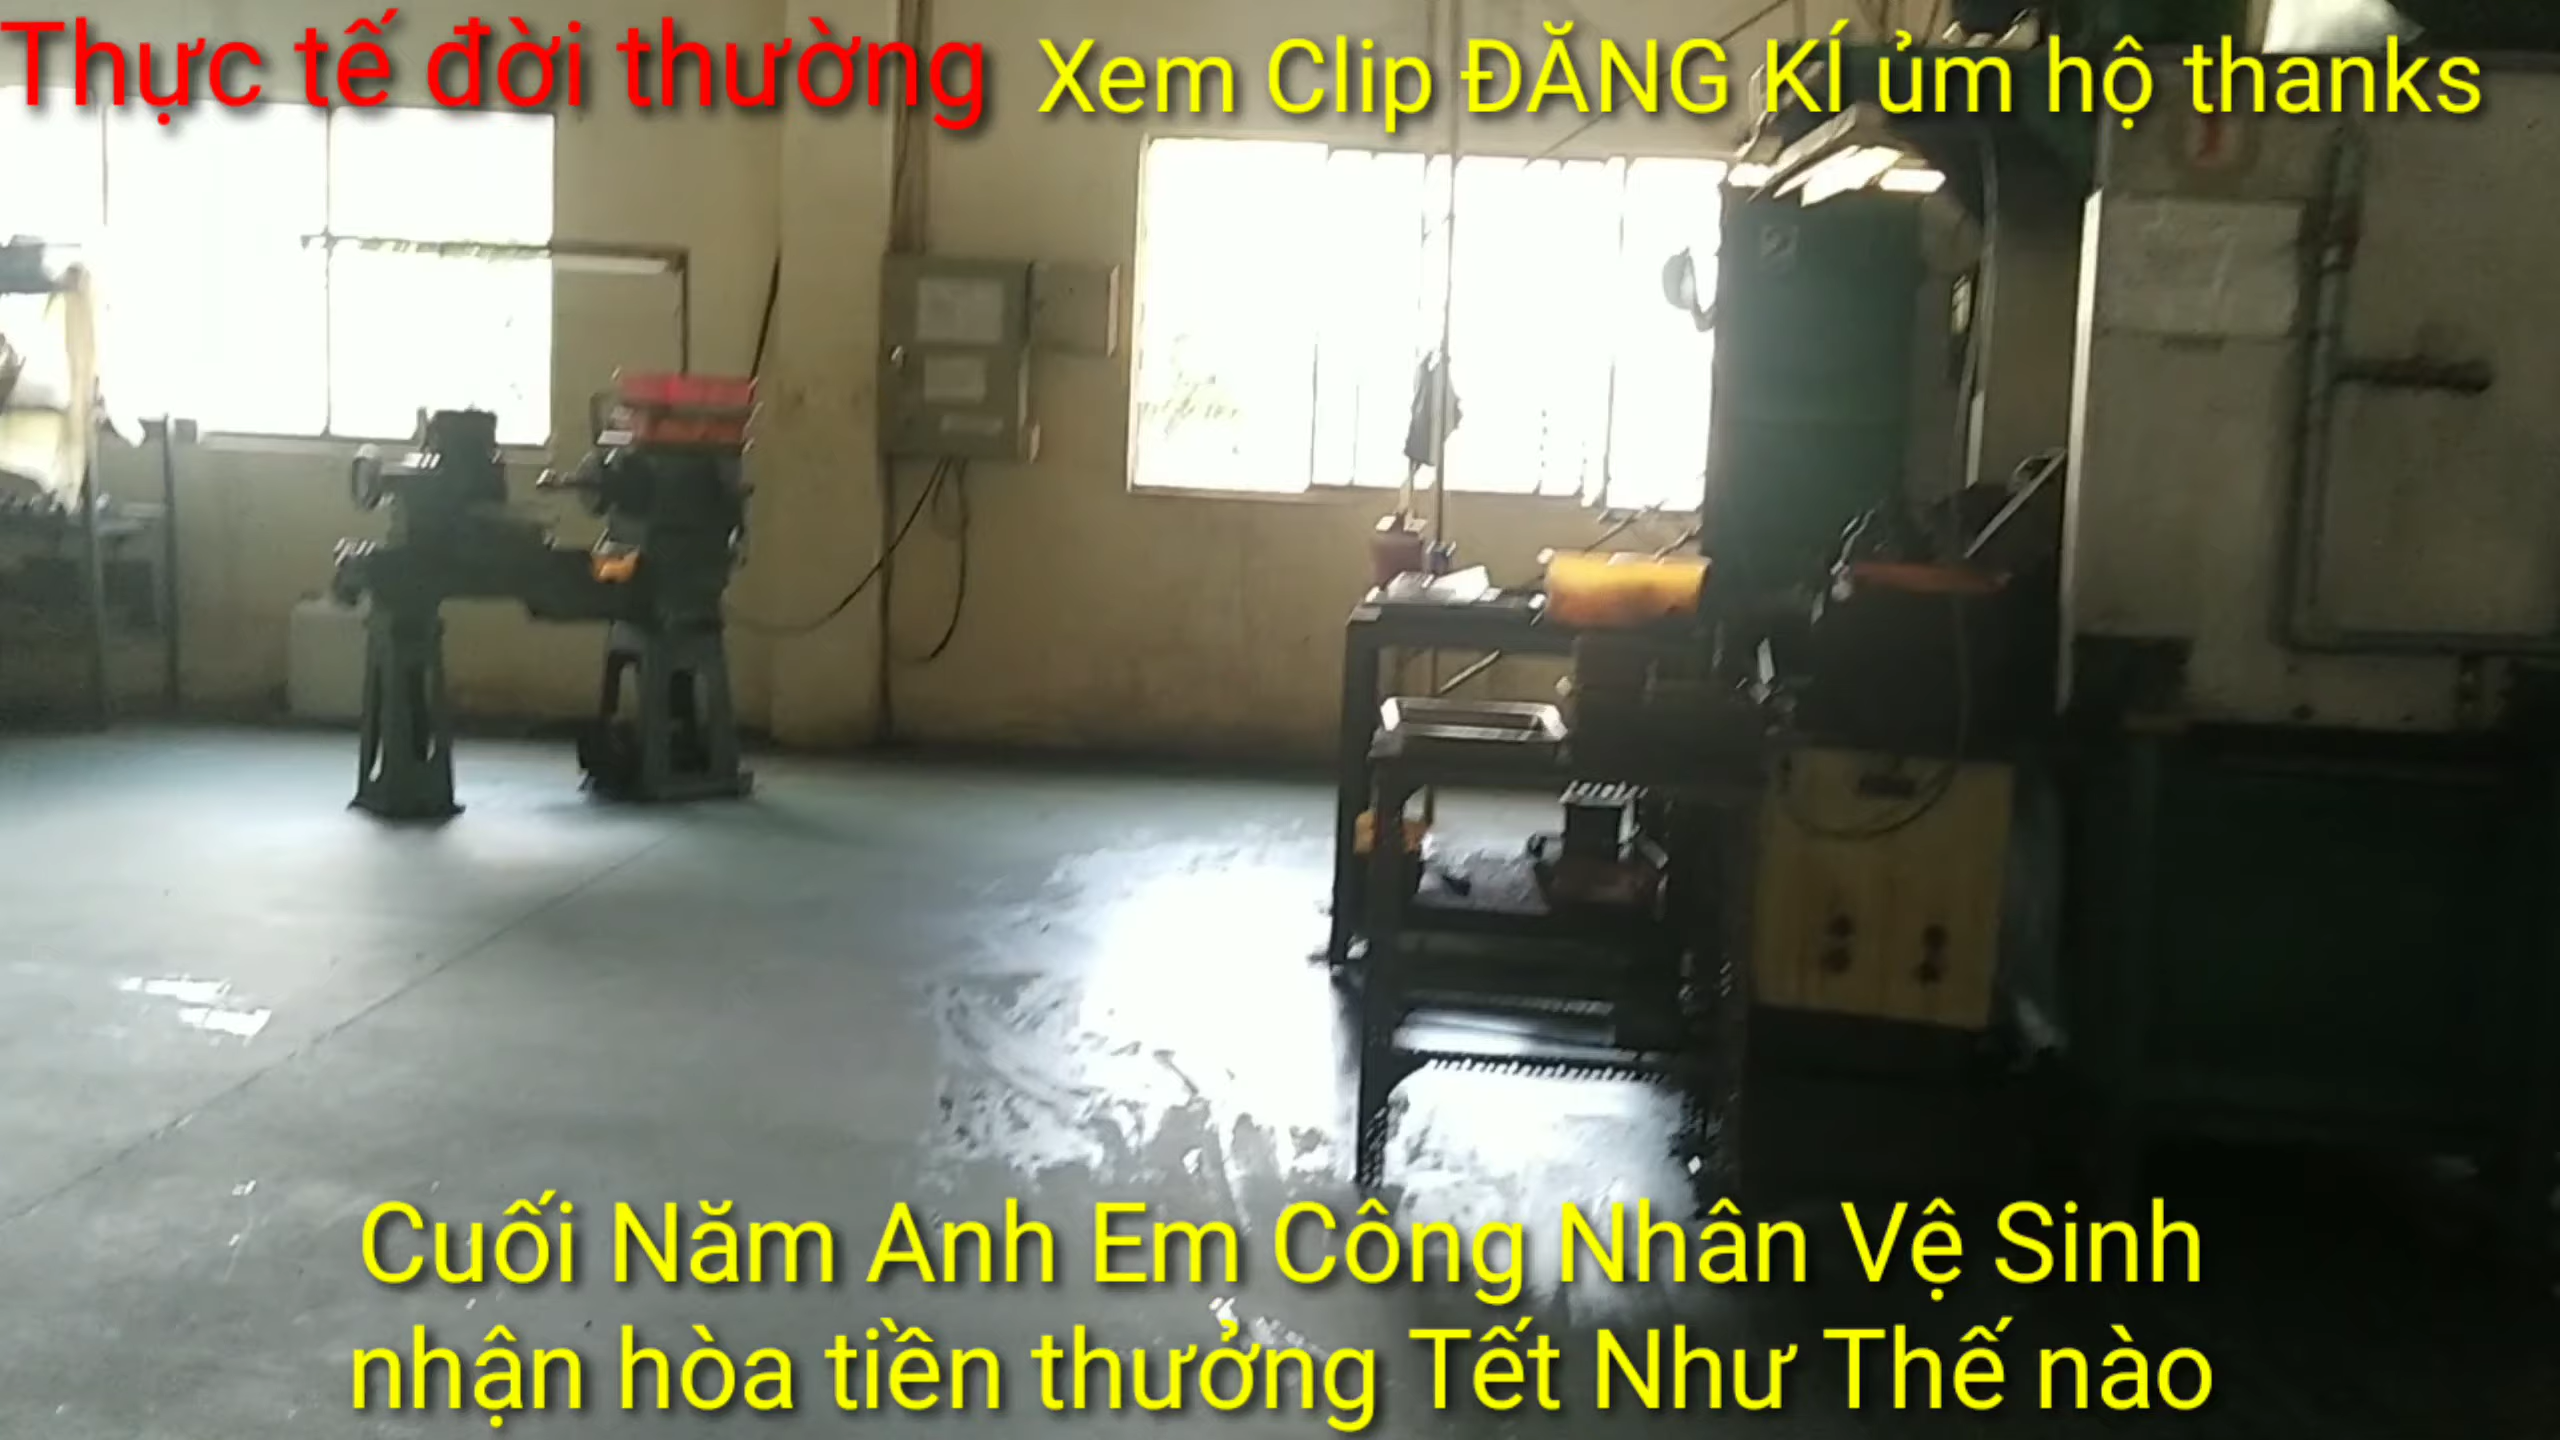 Thực tế đời thường
Xem Clip ĐĂNG KÍ ủm hộ thanks
Cuối Năm Anh Em Công Nhân Vệ Sinh
nhận hòa tiền thưởng Tết Như Thế nào